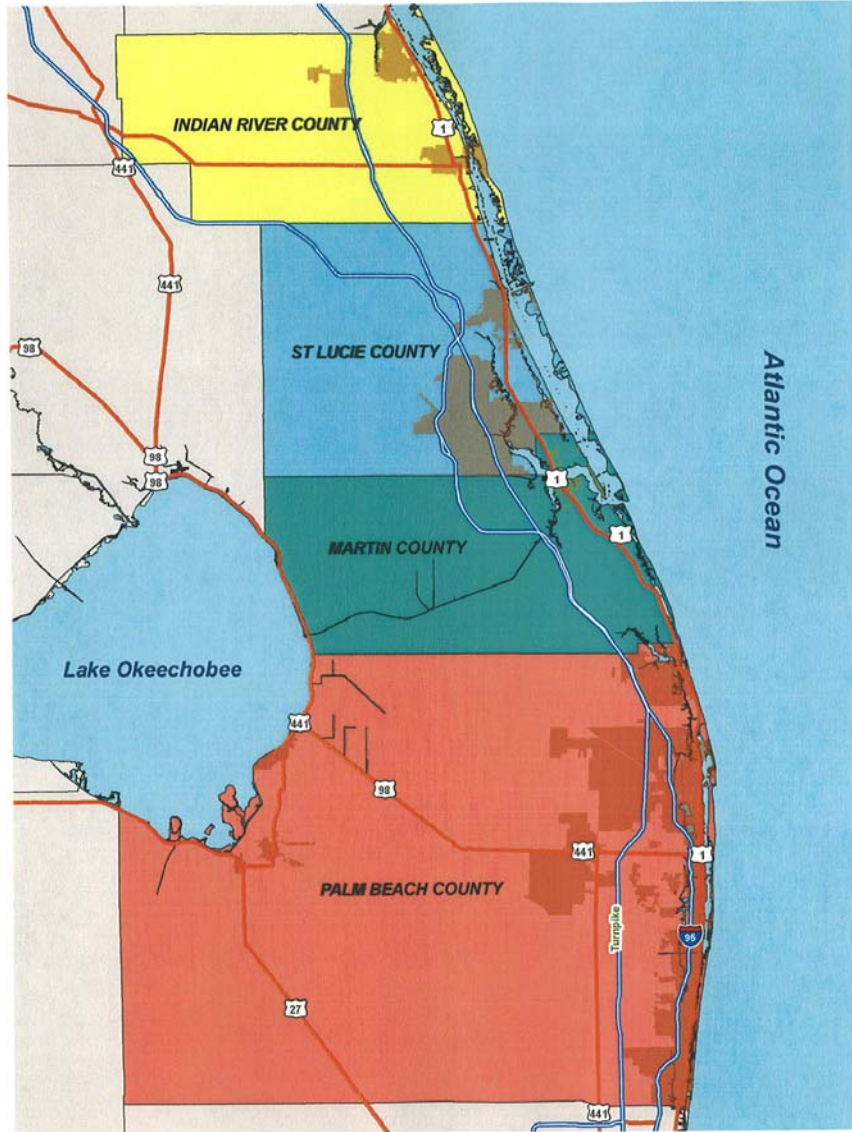 INDIAN RIVER COUNTY
1
441
441
98
ST LUCIE COUNTY
Atlantic Ocean
98
98
1
1
MARTIN COUNTY
Lake Okeechobee
441
98
441
1
PALM BEACH COUNTY
Turnpike
95
27
441